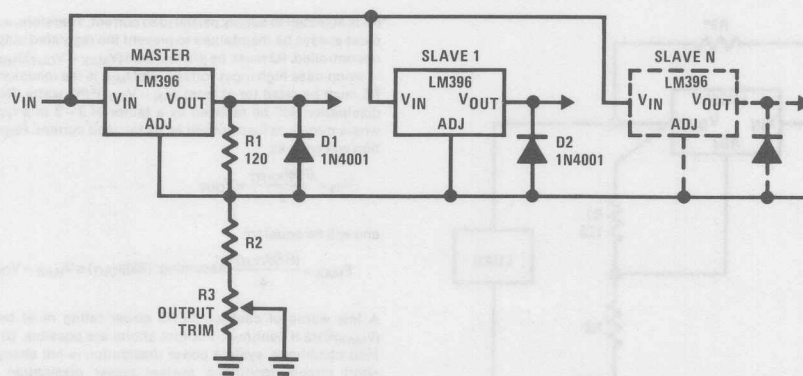 MASTER
LM396
V_IN
V_IN V_OUT
ADJ
R1
120
D1
1N4001
R2
R3
OUTPUT
TRIM
SLAVE 1
LM396
V_IN V_OUT
ADJ
D2
1N4001
SLAVE N
LM396
V_IN V_OUT
ADJ